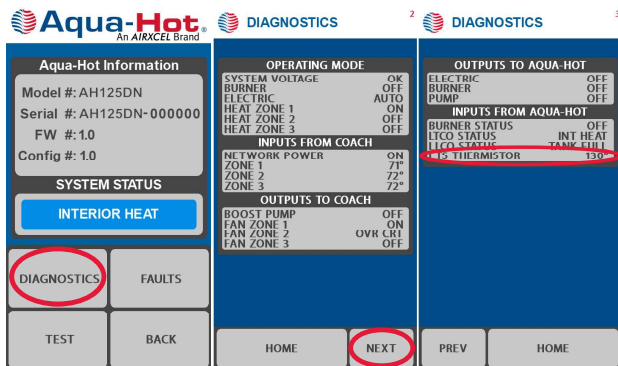 Aqua-Hot®
An AIRXCEL Brand
Aqua-Hot Information
Model #: AH125DN
Serial #: AH125DN-000000
FW #: 1.0
Config #: 1.0
SYSTEM STATUS
INTERIOR HEAT
DIAGNOSTICS
FAULTS
TEST
BACK
DIAGNOSTICS
2
OPERATING MODE
SYSTEM VOLTAGE OK
BURNER OFF
ELECTRIC AUTO
HEAT ZONE 1 ON
HEAT ZONE 2 OFF
HEAT ZONE 3 OFF
INPUTS FROM COACH
NETWORK POWER ON
ZONE 1 71°
ZONE 2 72°
ZONE 3 72°
OUTPUTS TO COACH
BOOST PUMP OFF
FAN ZONE 1 ON
FAN ZONE 2 OVR CRT
FAN ZONE 3 OFF
HOME
NEXT
DIAGNOSTICS
3
OUTPUTS TO AQUA-HOT
ELECTRIC OFF
BURNER OFF
PUMP OFF
INPUTS FROM AQUA-HOT
BURNER STATUS OFF
LTCO STATUS INT HEAT
LLCO STATUS TANK FULL
LTS THERMISTOR 130°
PREV
HOME